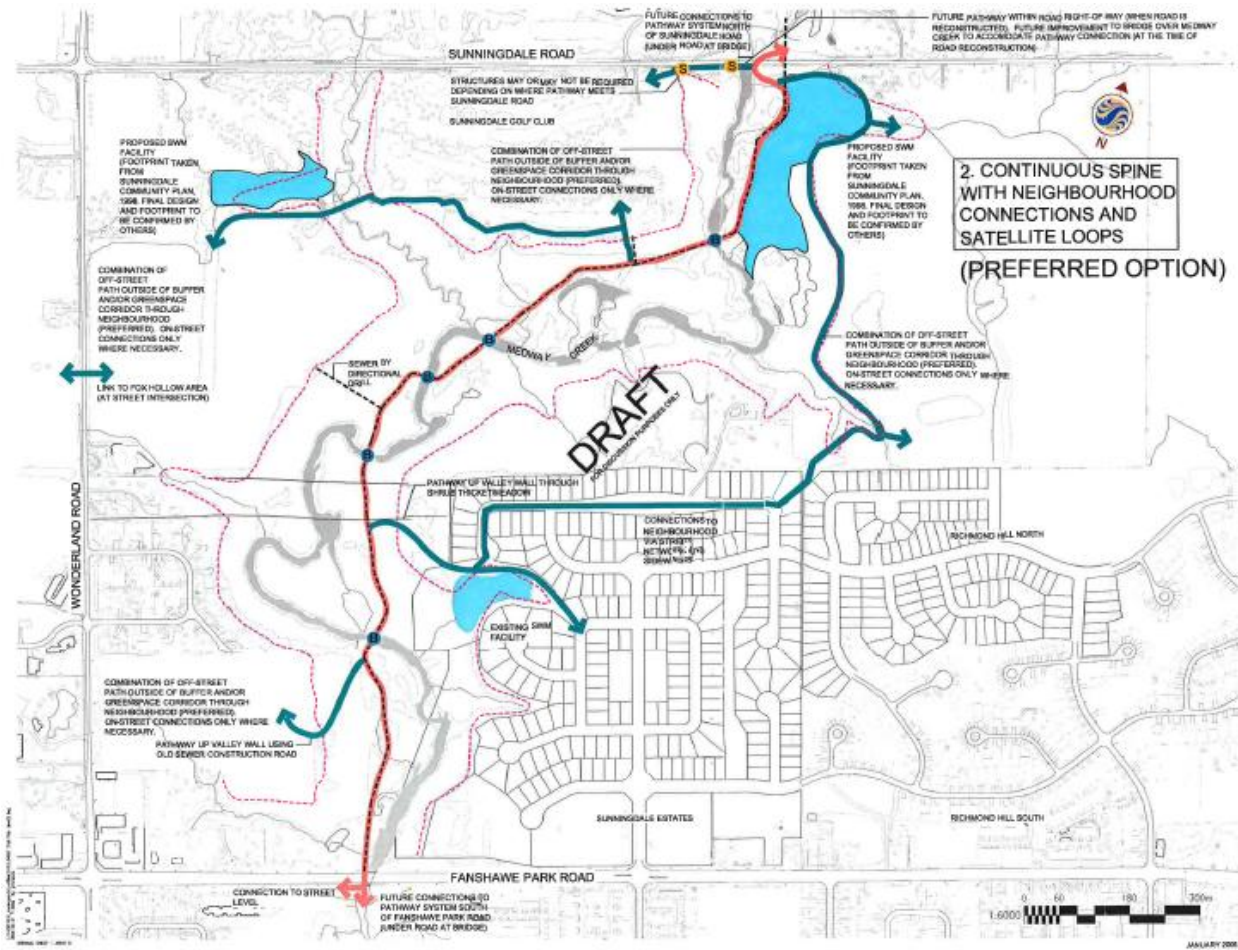 FUTURE CONNECTIONS TO
PATHWAY SYSTEM NORTH
OF SUNNINGDALE ROAD
(UNDER ROAD AT BRIDGE)
FUTURE PATHWAY WITHIN ROAD RIGHT-OF-WAY (WHEN ROAD IS
RECONSTRUCTED). FUTURE IMPROVEMENT TO BRIDGE OVER MEDWAY
CREEK TO ACCOMODATE PATHWAY CONNECTION (AT THE TIME OF
ROAD RECONSTRUCTION)
SUNNINGDALE ROAD
S
S
STRUCTURES MAY OR MAY NOT BE REQUIRED
DEPENDING ON WHERE PATHWAY MEETS
SUNNINGDALE ROAD
SUNNINGDALE GOLF CLUB
N
PROPOSED SWM
FACILITY
(FOOTPRINT TAKEN
FROM
SUNNINGDALE
COMMUNITY PLAN,
1998. FINAL DESIGN
AND FOOTPRINT TO
BE CONFIRMED BY
OTHERS)
COMBINATION OF OFF-STREET
PATH OUTSIDE OF BUFFER AND/OR
GREENSPACE CORRIDOR THROUGH
NEIGHBOURHOOD (PREFERRED).
ON-STREET CONNECTIONS ONLY WHERE
NECESSARY.
PROPOSED SWM
FACILITY
(FOOTPRINT TAKEN
FROM
SUNNINGDALE
COMMUNITY PLAN,
1998. FINAL DESIGN
AND FOOTPRINT TO
BE CONFIRMED BY
OTHERS)
2. CONTINUOUS SPINE
WITH NEIGHBOURHOOD
CONNECTIONS AND
SATELLITE LOOPS
(PREFERRED OPTION)
B
COMBINATION OF
OFF-STREET
PATH OUTSIDE OF BUFFER
AND/OR GREENSPACE
CORRIDOR THROUGH
NEIGHBOURHOOD
(PREFERRED). ON-STREET
CONNECTIONS ONLY
WHERE NECESSARY.
LINK TO FOX HOLLOW AREA
(AT STREET INTERSECTION)
B
MEDWAY CREEK
B
SEWER BY
DIRECTIONAL
DRILL
COMBINATION OF OFF-STREET
PATH OUTSIDE OF BUFFER AND/OR
GREENSPACE CORRIDOR THROUGH
NEIGHBOURHOOD (PREFERRED).
ON-STREET CONNECTIONS ONLY WHERE
NECESSARY.
DRAFT
FOR DISCUSSION PURPOSES ONLY
B
PATHWAY UP VALLEY WALL THROUGH
SHRUB THICKET/MEADOW
WONDERLAND ROAD
CONNECTIONS TO
NEIGHBOURHOOD
VIA STREET
NETWORK AND
SIDEWALKS
RICHMOND HILL NORTH
EXISTING SWM
FACILITY
B
COMBINATION OF OFF-STREET
PATH OUTSIDE OF BUFFER AND/OR
GREENSPACE CORRIDOR THROUGH
NEIGHBOURHOOD (PREFERRED).
ON-STREET CONNECTIONS ONLY WHERE
NECESSARY.
PATHWAY UP VALLEY WALL USING
OLD SEWER CONSTRUCTION ROAD
SUNNINGDALE ESTATES
RICHMOND HILL SOUTH
FANSHAWE PARK ROAD
CONNECTION TO STREET
LEVEL
FUTURE CONNECTIONS TO
PATHWAY SYSTEM SOUTH
OF FANSHAWE PARK ROAD
(UNDER ROAD AT BRIDGE)
0 60 180 300m
1:6000